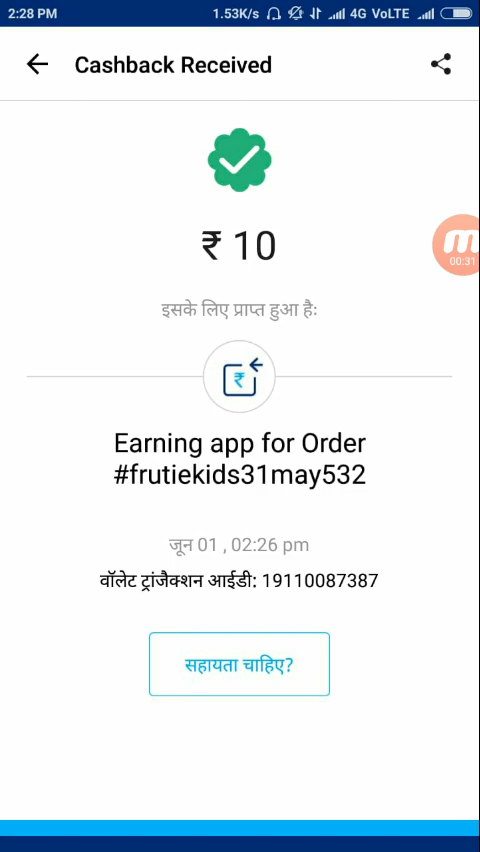 2:28 PM 1.53K/s 4G VoLTE
Cashback Received
₹ 10
00:31
इसके लिए प्राप्त हुआ है:
₹
Earning app for Order
#frutiekids31may532
जून 01 , 02:26 pm
वॉलेट ट्रांजैक्शन आईडी: 19110087387
सहायता चाहिए?